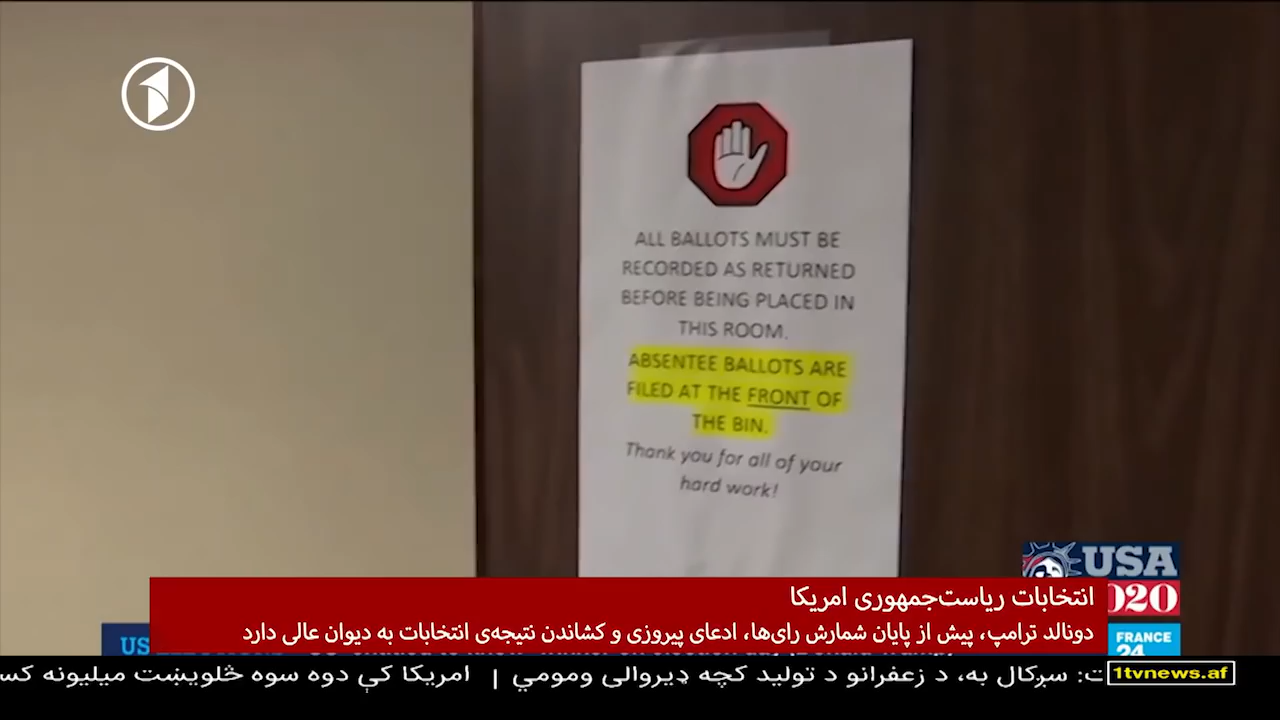 ALL BALLOTS MUST BE
RECORDED AS RETURNED
BEFORE BEING PLACED IN
THIS ROOM.
ABSENTEE BALLOTS ARE
FILED AT THE FRONT OF
THE BIN.
Thank you for all of your
hard work!
USA
2020
FRANCE
24
انتخابات ریاست‌جمهوری امریکا
دونالد ترامپ، پیش از پایان شمارش رای‌ها، ادعای پیروزی و کشاندن نتیجه‌ی انتخابات به دیوان عالی دارد
US
سږکال به، د زعفرانو د تولید کچه ډیروالی ومومي | امریکا کې دوه سوه څلویښت میلیونه
1tvnews.af